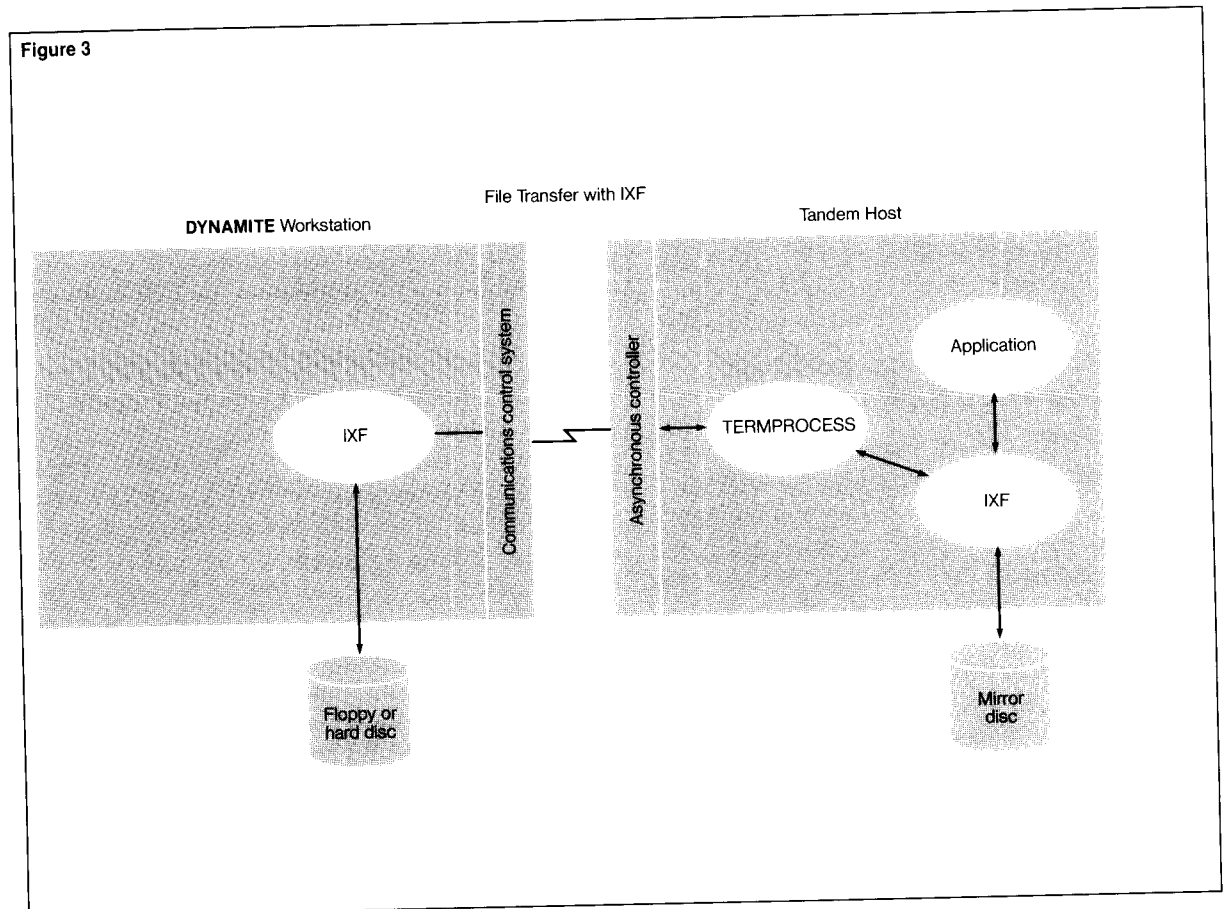 Figure 3
File Transfer with IXF
DYNAMITE Workstation
Tandem Host
Communications control system
Asynchronous controller
IXF
TERMPROCESS
Application
IXF
Floppy or
hard disc
Mirror
disc